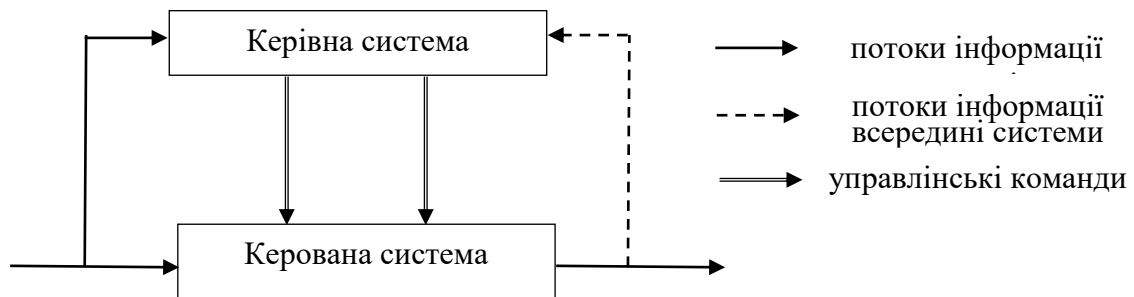 Керівна система
потоки інформації
потоки інформації
всередині системи
управлінські команди
Керована система